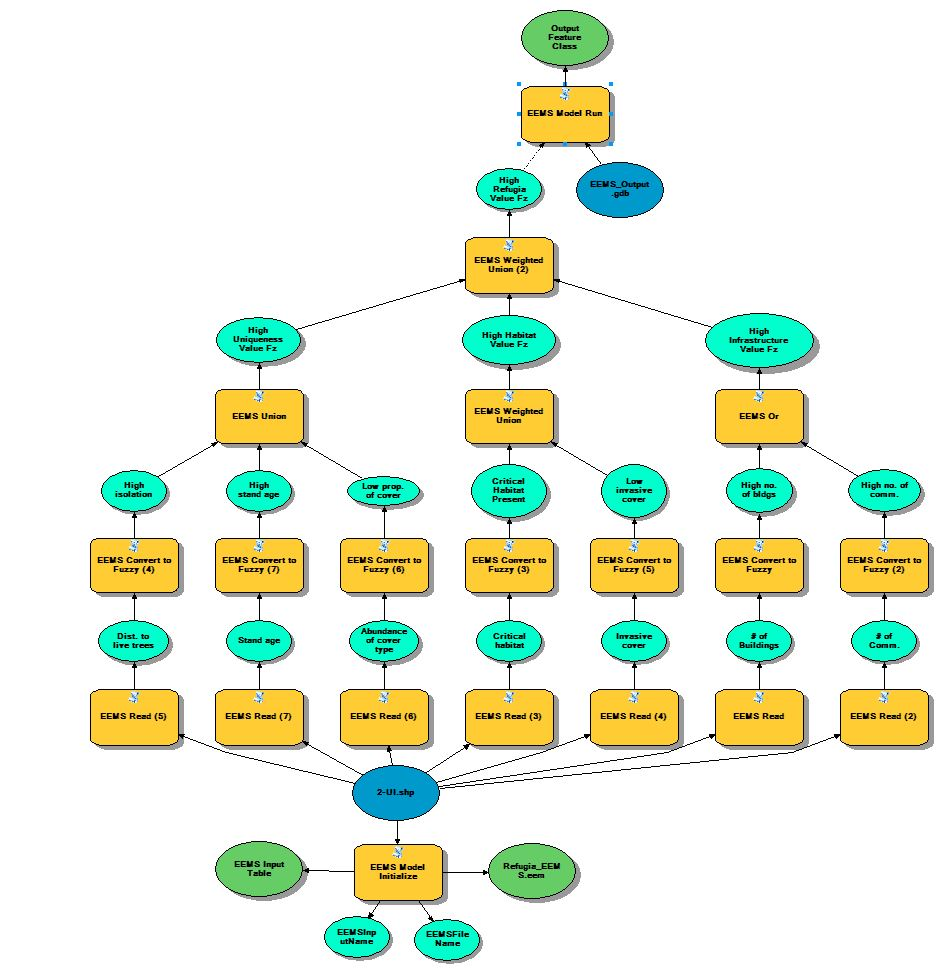 Output
Feature
Class
EEMS Model Run
High
Refugia
Value Fz
EEMS_Output
.gdb
EEMS Weighted
Union (2)
High
Uniqueness
Value Fz
High Habitat
Value Fz
High
Infrastructure
Value Fz
EEMS Union
EEMS Weighted
Union
EEMS Or
High
isolation
High
stand age
Low prop.
of cover
Critical
Habitat
Present
Low
invasive
cover
High no.
of bldgs
High no. of
comm.
EEMS Convert to
Fuzzy (4)
EEMS Convert to
Fuzzy (7)
EEMS Convert to
Fuzzy (6)
EEMS Convert to
Fuzzy (3)
EEMS Convert to
Fuzzy (5)
EEMS Convert to
Fuzzy
EEMS Convert to
Fuzzy (2)
Dist. to
live trees
Stand age
Abundance
of cover
type
Critical
habitat
Invasive
cover
# of
Buildings
# of
Comm.
EEMS Read (5)
EEMS Read (7)
EEMS Read (6)
EEMS Read (3)
EEMS Read (4)
EEMS Read
EEMS Read (2)
2-UI.shp
EEMS Input
Table
EEMS Model
Initialize
Refugia_EEM
S.eem
EEMSInp
utName
EEMSFile
Name